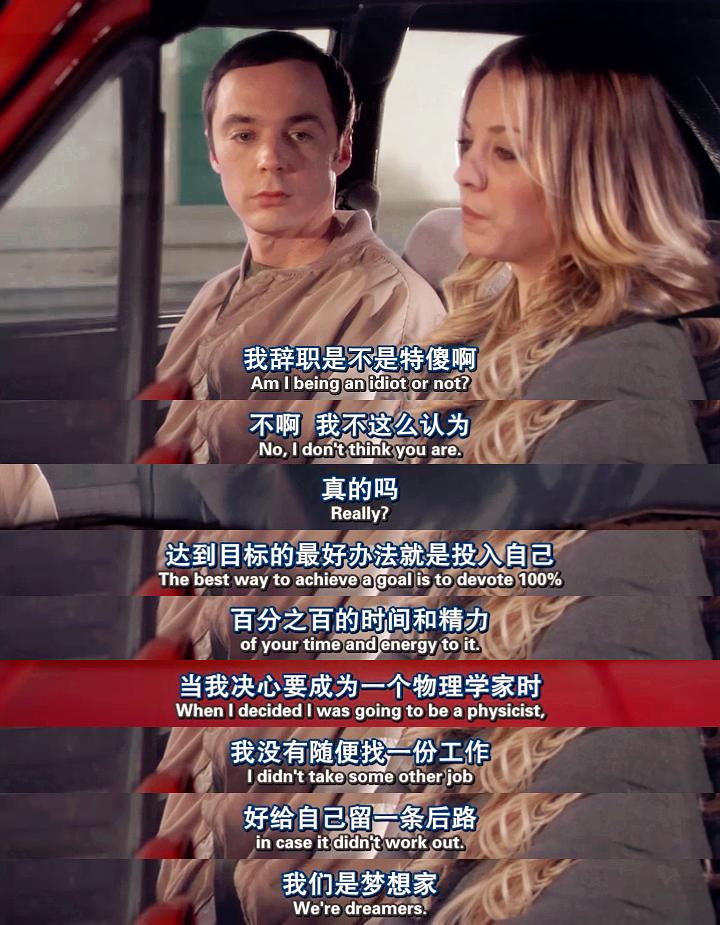 我辞职是不是特傻啊
Am I being an idiot or not?
不啊 我不这么认为
No, I don't think you are.
真的吗
Really?
达到目标的最好办法就是投入自己
The best way to achieve a goal is to devote 100%
百分之百的时间和精力
of your time and energy to it.
当我决心要成为一个物理学家时
When I decided I was going to be a physicist,
我没有随便找一份工作
I didn't take some other job
好给自己留一条后路
in case it didn't work out.
我们是梦想家
We're dreamers.